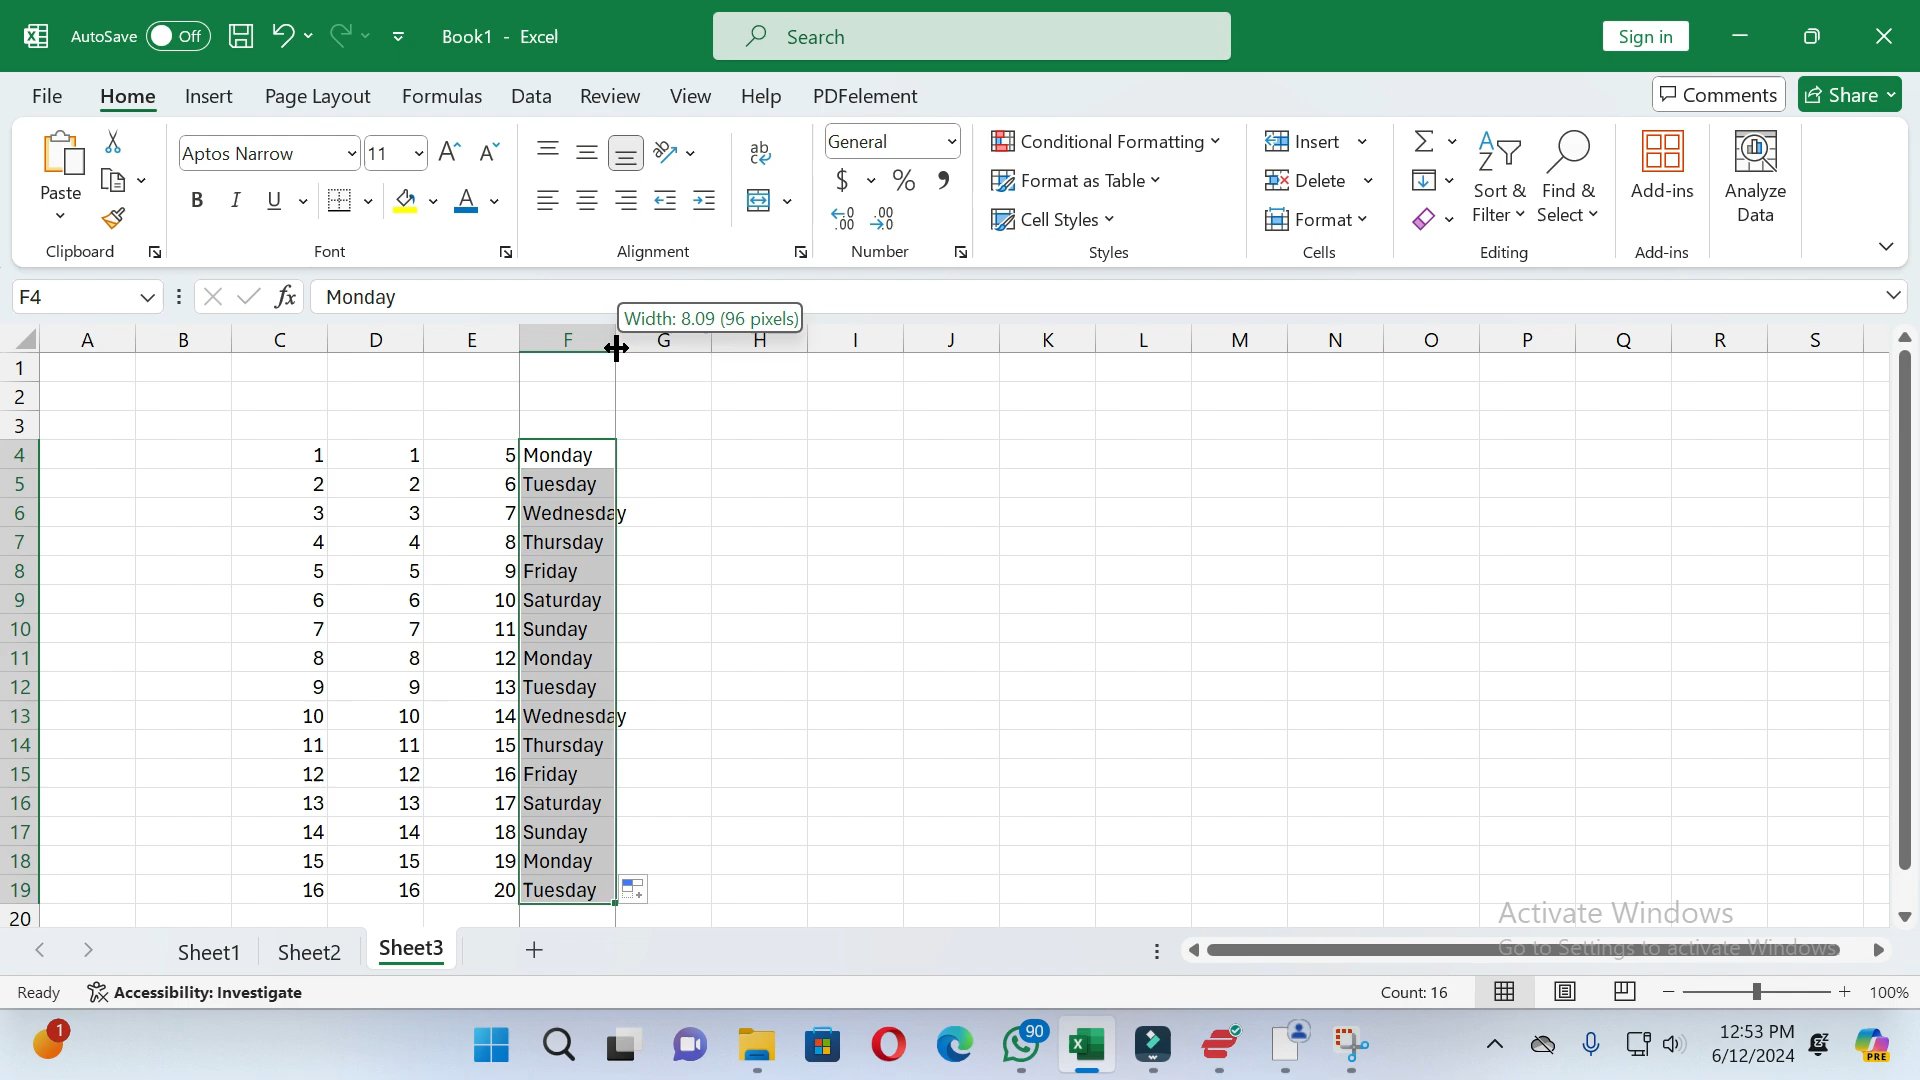 AutoSave Off Book1 - Excel Search Sign in
File Home Insert Page Layout Formulas Data Review View Help PDFelement Comments Share
Paste Aptos Narrow 11 General Conditional Formatting Insert Sort & Filter Find & Select Add-ins Analyze Data
B I U $ % , Format as Table Delete
Cell Styles Format
Clipboard Font Alignment Number Styles Cells Editing Add-ins
F4 fx Monday
Width: 8.09 (96 pixels)
A B C D E F G H I J K L M N O P Q R S
1
2
3
4 1 1 5 Monday
5 2 2 6 Tuesday
6 3 3 7 Wednesday
7 4 4 8 Thursday
8 5 5 9 Friday
9 6 6 10 Saturday
10 7 7 11 Sunday
11 8 8 12 Monday
12 9 9 13 Tuesday
13 10 10 14 Wednesday
14 11 11 15 Thursday
15 12 12 16 Friday
16 13 13 17 Saturday
17 14 14 18 Sunday
18 15 15 19 Monday
19 16 16 20 Tuesday
20
Activate Windows
Go to Settings to activate Windows.
Sheet1 Sheet2 Sheet3
Ready Accessibility: Investigate Count: 16 100%
1 90 12:53 PM
6/12/2024 PRE